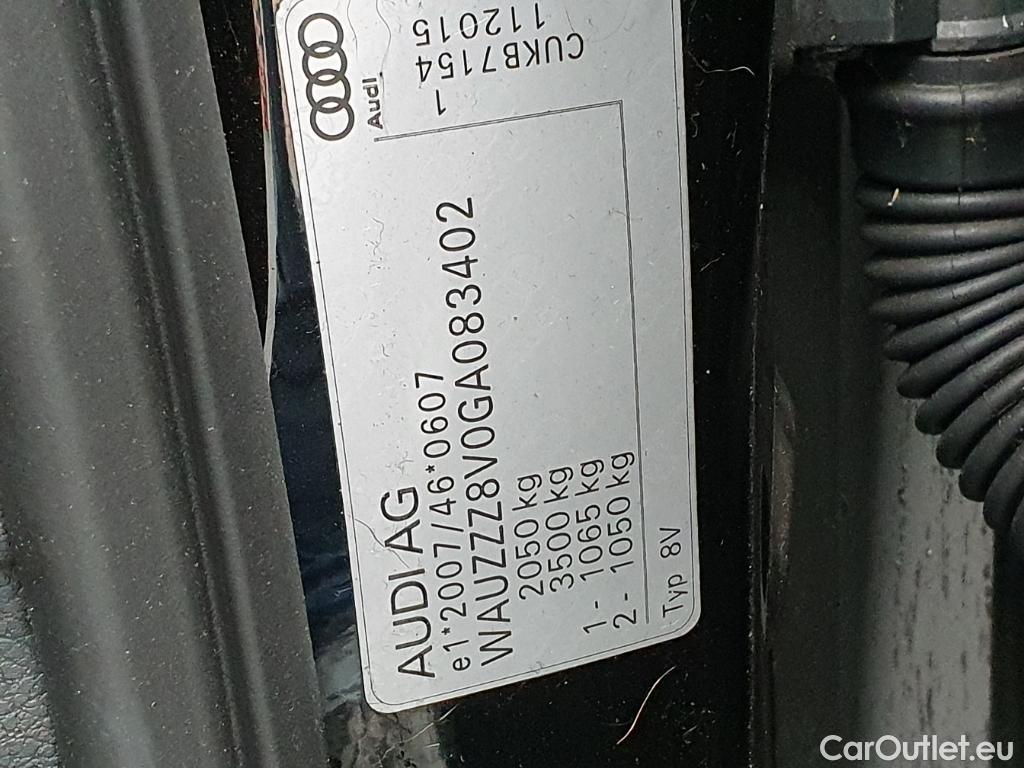 AUDI AG
e1*2007/46*0607
WAUZZZ8V0GA083402
2050 kg
3500 kg
1- 1065 kg
2- 1050 kg
Typ 8V
Audi
1
CUKB7154
112015
CarOutlet.eu